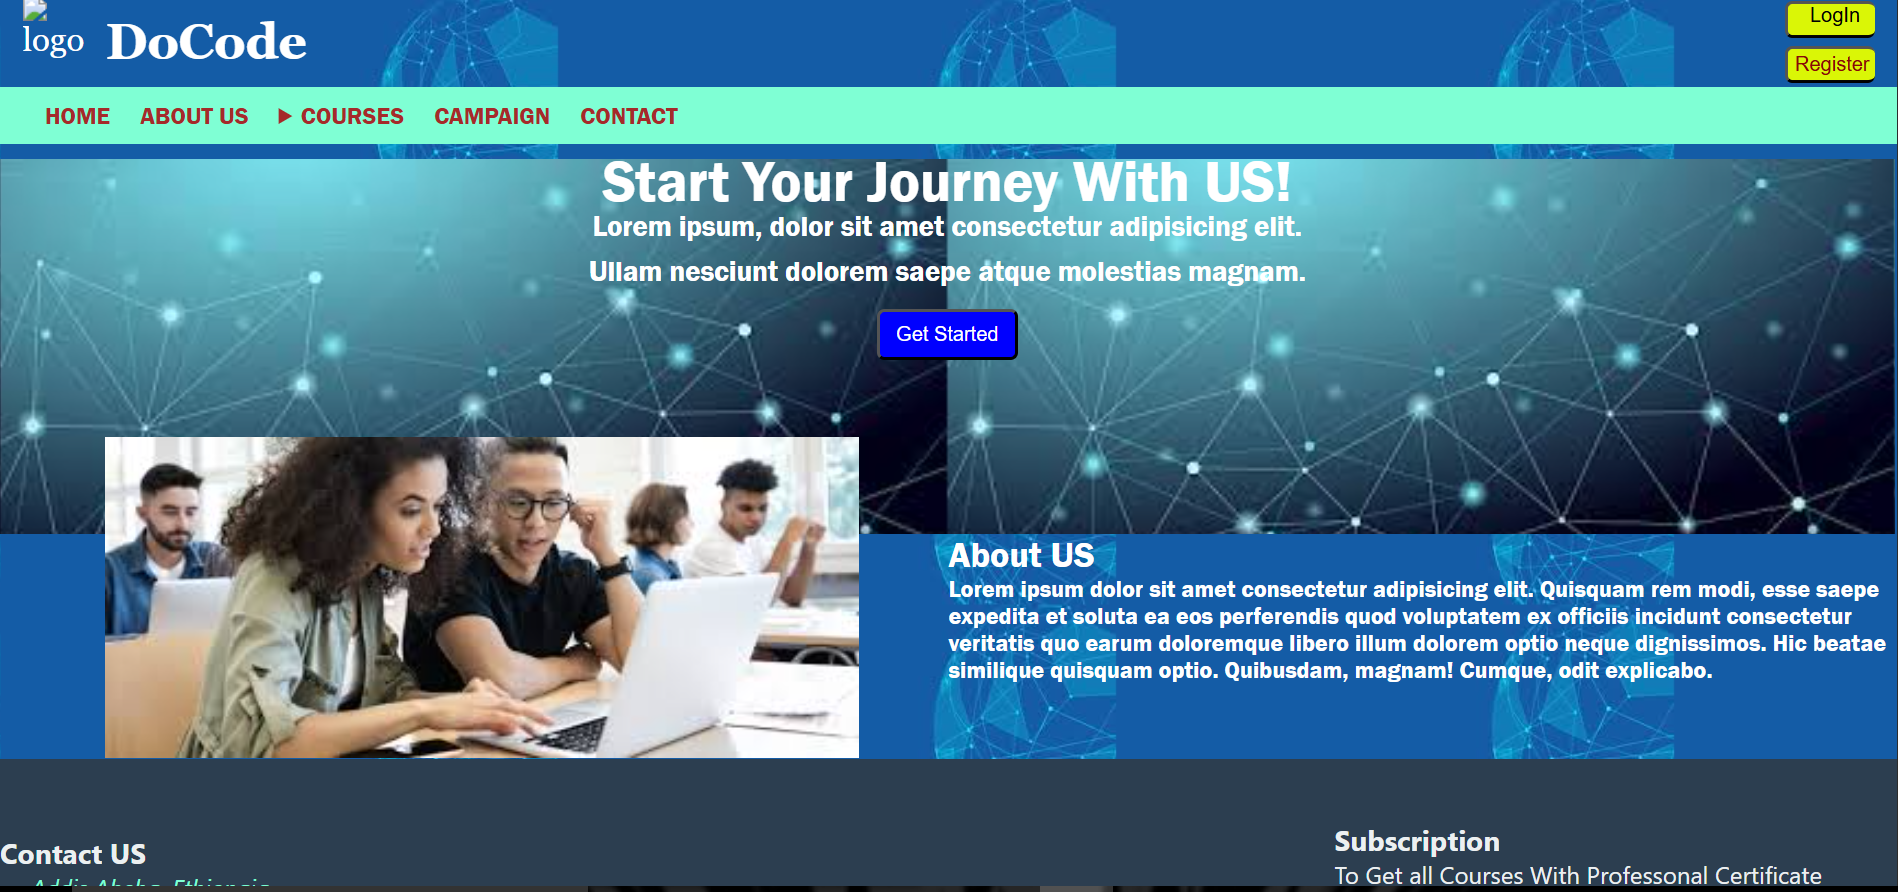 logo DoCode
LogIn
Register
HOME ABOUT US COURSES CAMPAIGN CONTACT
Start Your Journey With US!
Lorem ipsum, dolor sit amet consectetur adipisicing elit.
Ullam nesciunt dolorem saepe atque molestias magnam.
Get Started
About US
Lorem ipsum dolor sit amet consectetur adipisicing elit. Quisquam rem modi, esse saepe
expedita et soluta ea eos perferendis quod voluptatem ex officiis incidunt consectetur
veritatis quo earum doloremque libero illum dolorem optio neque dignissimos. Hic beatae
similique quisquam optio. Quibusdam, magnam! Cumque, odit explicabo.
Contact US
Addis Ababa, Ethiopia
Subscription
To Get all Courses With Professonal Certificate